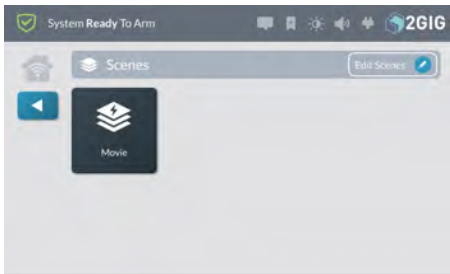 System Ready To Arm
2GIG
Scenes
Edit Scenes
Movie